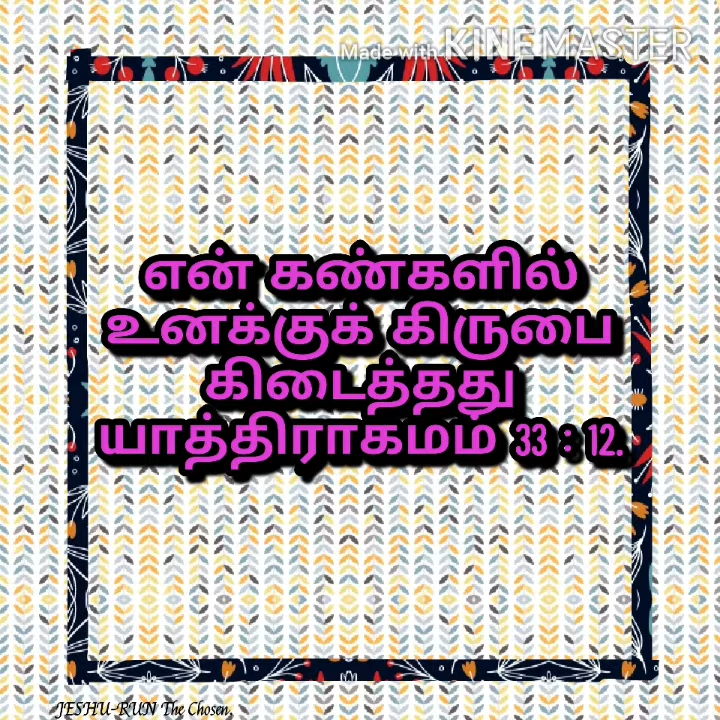 Made with KINEMASTER
என் கண்களில்
உனக்குக் கிருபை
கிடைத்தது
யாத்திராகமம் 33 : 12.
JESHU-RUN The Chosen,